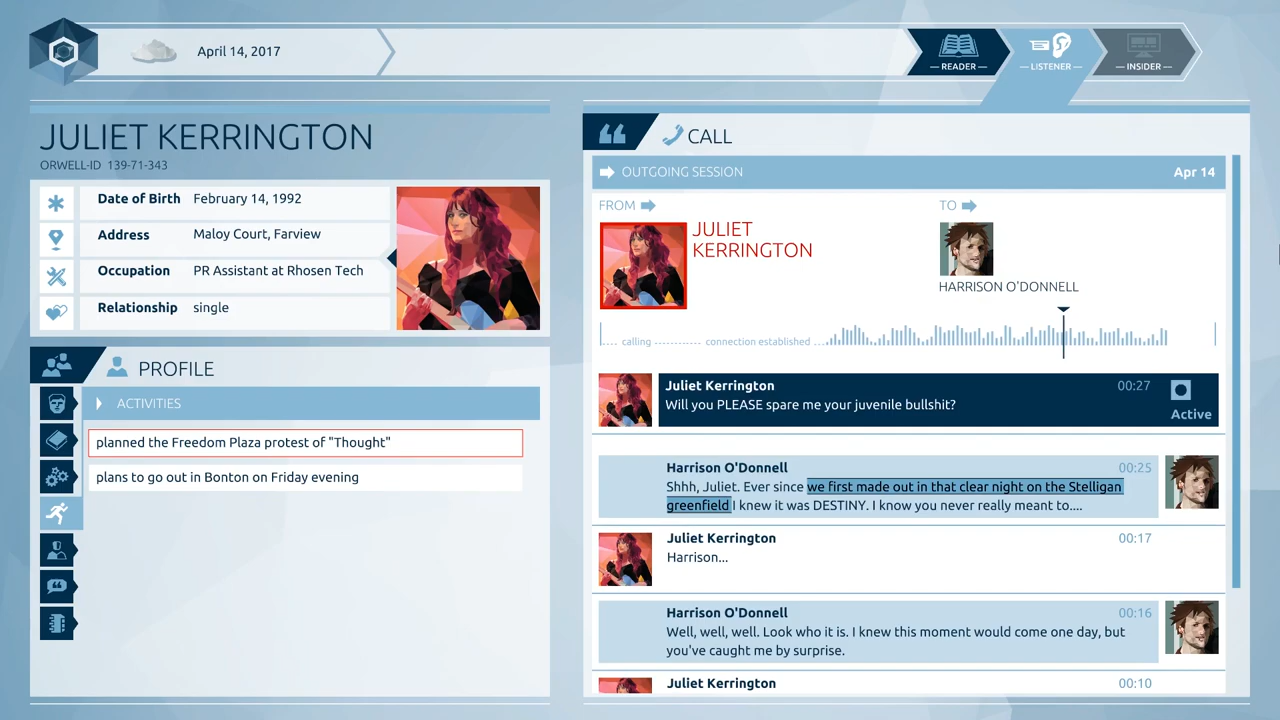 April 14, 2017
— READER —
— LISTENER —
— INSIDER —
JULIET KERRINGTON
ORWELL-ID 139-71-343
Date of Birth February 14, 1992
Address Maloy Court, Farview
Occupation PR Assistant at Rhosen Tech
Relationship single
PROFILE
ACTIVITIES
planned the Freedom Plaza protest of "Thought"
plans to go out in Bonton on Friday evening
CALL
OUTGOING SESSION Apr 14
FROM
TO
JULIET
KERRINGTON
HARRISON O'DONNELL
calling
connection established
Juliet Kerrington 00:27
Will you PLEASE spare me your juvenile bullshit?
Active
Harrison O'Donnell 00:25
Shhh, Juliet. Ever since we first made out in that clear night on the Stelligan
greenfield I knew it was DESTINY. I know you never really meant to....
Juliet Kerrington 00:17
Harrison...
Harrison O'Donnell 00:16
Well, well, well. Look who it is. I knew this moment would come one day, but
you've caught me by surprise.
Juliet Kerrington 00:10